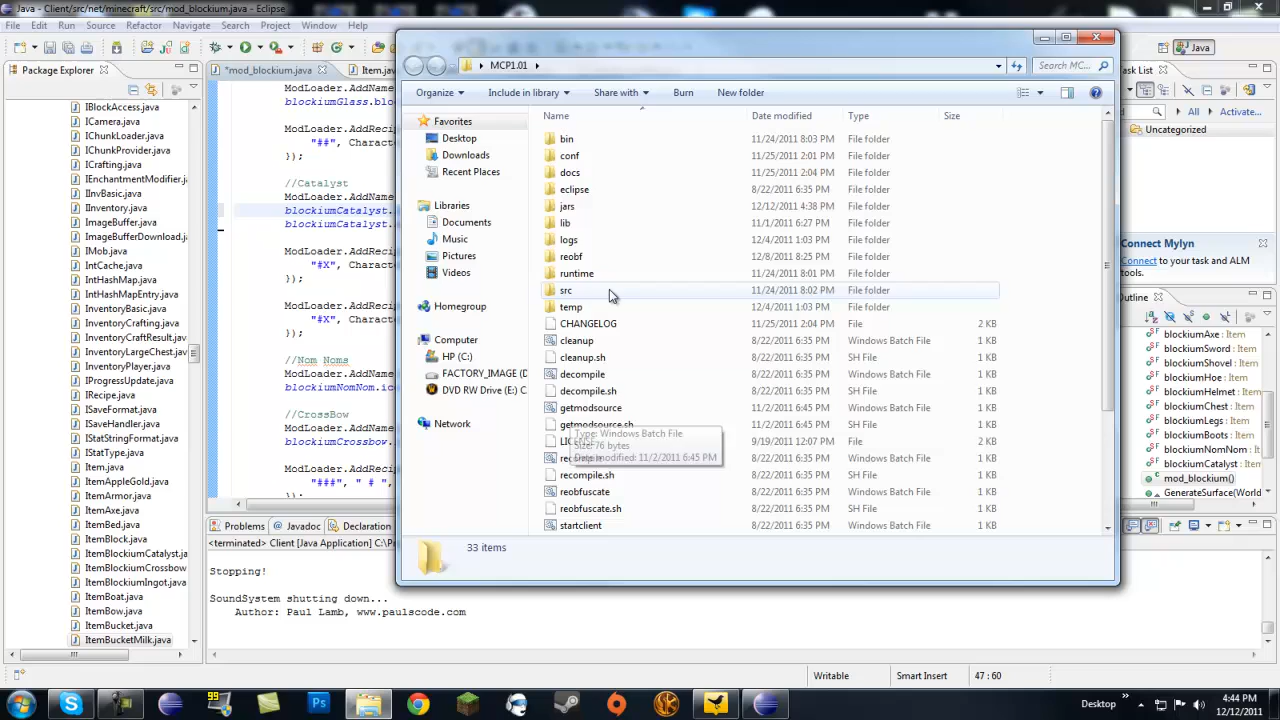 Java - Client/src/net/minecraft/src/mod_blockium.java - Eclipse
File Edit Run Source Refactor Navigate Search Project Window Help
Java
Package Explorer
*mod_blockium.java
Item.java
IBlockAccess.java
ICamera.java
IChunkLoader.java
IChunkProvider.java
ICrafting.java
IEnchantmentModifier.
IInvBasic.java
IInventory.java
ImageBuffer.java
ImageBufferDownload.
IMob.java
IntCache.java
IntHashMap.java
IntHashMapEntry.java
InventoryBasic.java
InventoryCraftResult.java
InventoryLargeChest.java
InventoryPlayer.java
IProgressUpdate.java
IRecipe.java
ISaveFormat.java
ISaveHandler.java
IStatStringFormat.java
IStatType.java
Item.java
ItemAppleGold.java
ItemArmor.java
ItemAxe.java
ItemBed.java
ItemBlock.java
ItemBlockiumCatalyst.java
ItemBlockiumCrossbow
ItemBlockiumIngot.java
ItemBoat.java
ItemBow.java
ItemBucket.java
ItemBucketMilk.java
ModLoader.AddName
blockiumGlass.blo
ModLoader.AddReci
"##", Charact
});
//Catalyst
ModLoader.AddName
blockiumCatalyst.
blockiumCatalyst.
ModLoader.AddReci
"#X", Charact
});
ModLoader.AddReci
"#X", Charact
});
//Nom Noms
ModLoader.AddName
blockiumNomNom.ic
//CrossBow
ModLoader.AddName
blockiumCrossbow.
ModLoader.AddReci
"###", " # ",
MCP1.01
Search MC...
Organize Include in library Share with Burn New folder
Favorites
Desktop
Downloads
Recent Places
Libraries
Documents
Music
Pictures
Videos
Homegroup
Computer
HP (C:)
FACTORY_IMAGE (D
DVD RW Drive (E:) C
Network
Name Date modified Type Size
bin 11/24/2011 8:03 PM File folder
conf 11/25/2011 2:01 PM File folder
docs 11/25/2011 2:04 PM File folder
eclipse 8/22/2011 6:35 PM File folder
jars 12/12/2011 4:38 PM File folder
lib 11/1/2011 6:27 PM File folder
logs 12/4/2011 1:03 PM File folder
reobf 12/8/2011 8:25 PM File folder
runtime 11/24/2011 8:01 PM File folder
src 11/24/2011 8:02 PM File folder
temp 12/4/2011 1:03 PM File folder
CHANGELOG 11/25/2011 2:04 PM File 2 KB
cleanup 8/22/2011 6:35 PM Windows Batch File 1 KB
cleanup.sh 8/22/2011 6:35 PM SH File 1 KB
decompile 8/22/2011 6:35 PM Windows Batch File 1 KB
decompile.sh 8/22/2011 6:35 PM SH File 1 KB
getmodsource 11/2/2011 6:45 PM Windows Batch File 1 KB
getmodsource.sh 11/2/2011 6:45 PM SH File 1 KB
9/19/2011 12:07 PM File 2 KB
8/22/2011 6:35 PM Windows Batch File 1 KB
Type: Windows Batch File
Size: 76 bytes
Date modified: 11/2/2011 6:45 PM
recompile.sh 8/22/2011 6:35 PM SH File 1 KB
reobfuscate 8/22/2011 6:35 PM Windows Batch File 1 KB
reobfuscate.sh 8/22/2011 6:35 PM SH File 1 KB
startclient 8/22/2011 6:35 PM Windows Batch File 1 KB
33 items
ask List
All Activate...
Uncategorized
Connect Mylyn
Connect to your task and ALM
tools.
Outline
blockiumAxe : Item
blockiumSword : Item
blockiumShovel : Item
blockiumHoe : Item
blockiumHelmet : Item
blockiumChest : Item
blockiumLegs : Item
blockiumBoots : Item
blockiumNomNom : Item
blockiumCatalyst : Item
mod_blockium()
GenerateSurface(World
Problems Javadoc Declaration
<terminated> Client [Java Application] C:\P
Stopping!
SoundSystem shutting down...
Author: Paul Lamb, www.paulscode.com
Writable Smart Insert 47 : 60
99
Ps
Desktop
4:44 PM
12/12/2011